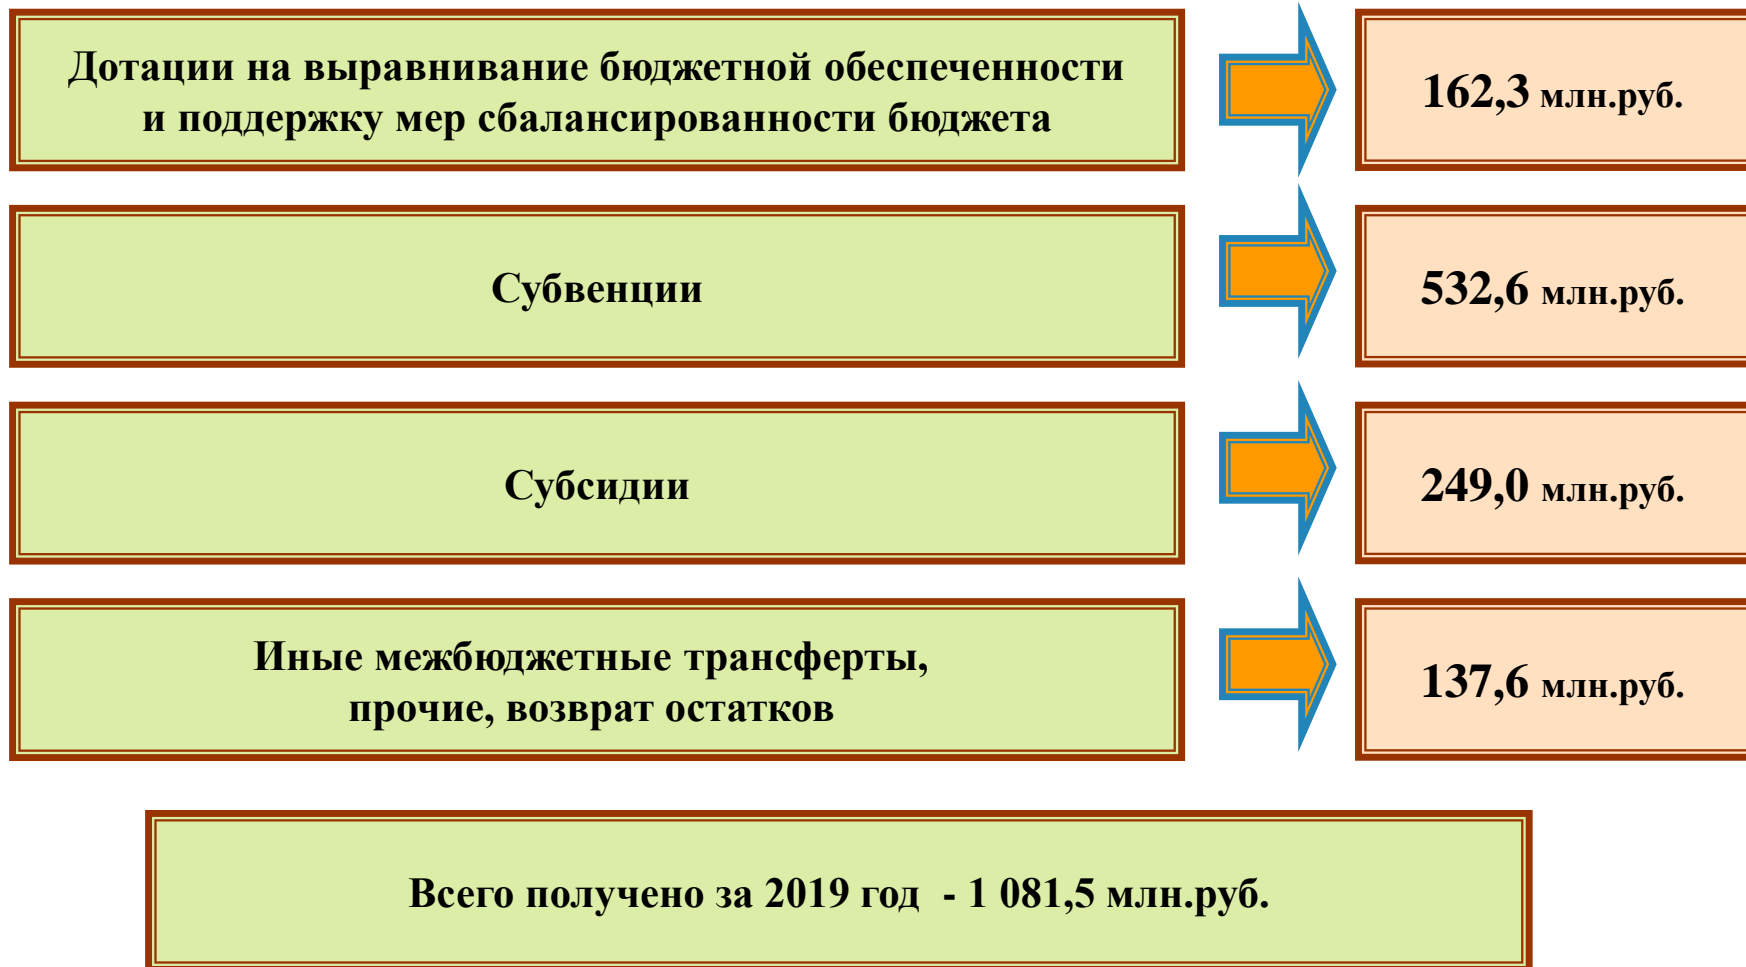 Дотации на выравнивание бюджетной обеспеченности
и поддержку мер сбалансированности бюджета
162,3 млн.руб.
Субвенции
532,6 млн.руб.
Субсидии
249,0 млн.руб.
Иные межбюджетные трансферты,
прочие, возврат остатков
137,6 млн.руб.
Всего получено за 2019 год - 1 081,5 млн.руб.